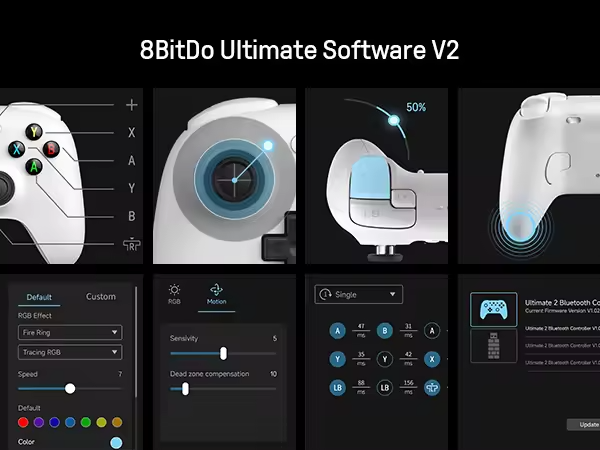 8BitDo Ultimate Software V2
Y
X
B
A
X
A
Y
B
50%
LB
Default
Custom
RGB Effect
Fire Ring
Tracing RGB
Speed
7
Default
Color
RGB
Motion
Sensivity
5
Dead zone compensation
10
Single
A
47
ms
B
31
ms
A
Y
35
ms
Y
42
ms
X
LB
88
ms
LB
156
ms
Ultimate 2 Bluetooth Co
Current Firmware Version V1.02
Ultimate 2 Bluetooth Controller V1.0
Ultimate 2 Bluetooth Controller V1.0
Ultimate 2 Bluetooth Controller V1.0
Update